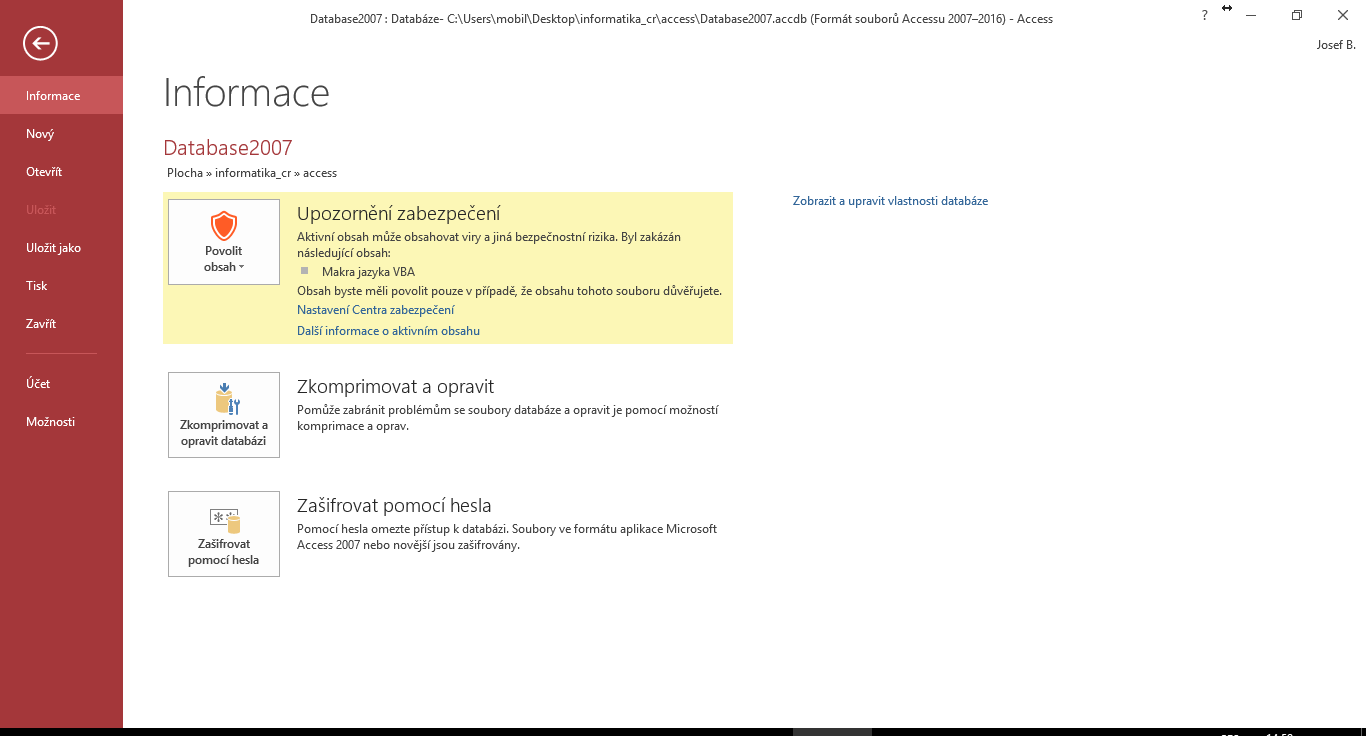 Database2007 : Databáze- C:\Users\mobil\Desktop\informatika_cr\access\Database2007.accdb (Formát souborů Accessu 2007–2016) - Access
?
Josef B.
Informace
Nový
Otevřít
Uložit
Uložit jako
Tisk
Zavřít
Účet
Možnosti
Informace
Database2007
Plocha » informatika_cr » access
Povolit
obsah
Upozornění zabezpečení
Aktivní obsah může obsahovat viry a jiná bezpečnostní rizika. Byl zakázán
následující obsah:
Makra jazyka VBA
Obsah byste měli povolit pouze v případě, že obsahu tohoto souboru důvěřujete.
Nastavení Centra zabezpečení
Další informace o aktivním obsahu
Zkomprimovat a
opravit databázi
Zkomprimovat a opravit
Pomůže zabránit problémům se soubory databáze a opravit je pomocí možností
komprimace a oprav.
Zašifrovat
pomocí hesla
Zašifrovat pomocí hesla
Pomocí hesla omezte přístup k databázi. Soubory ve formátu aplikace Microsoft
Access 2007 nebo novější jsou zašifrovány.
Zobrazit a upravit vlastnosti databáze